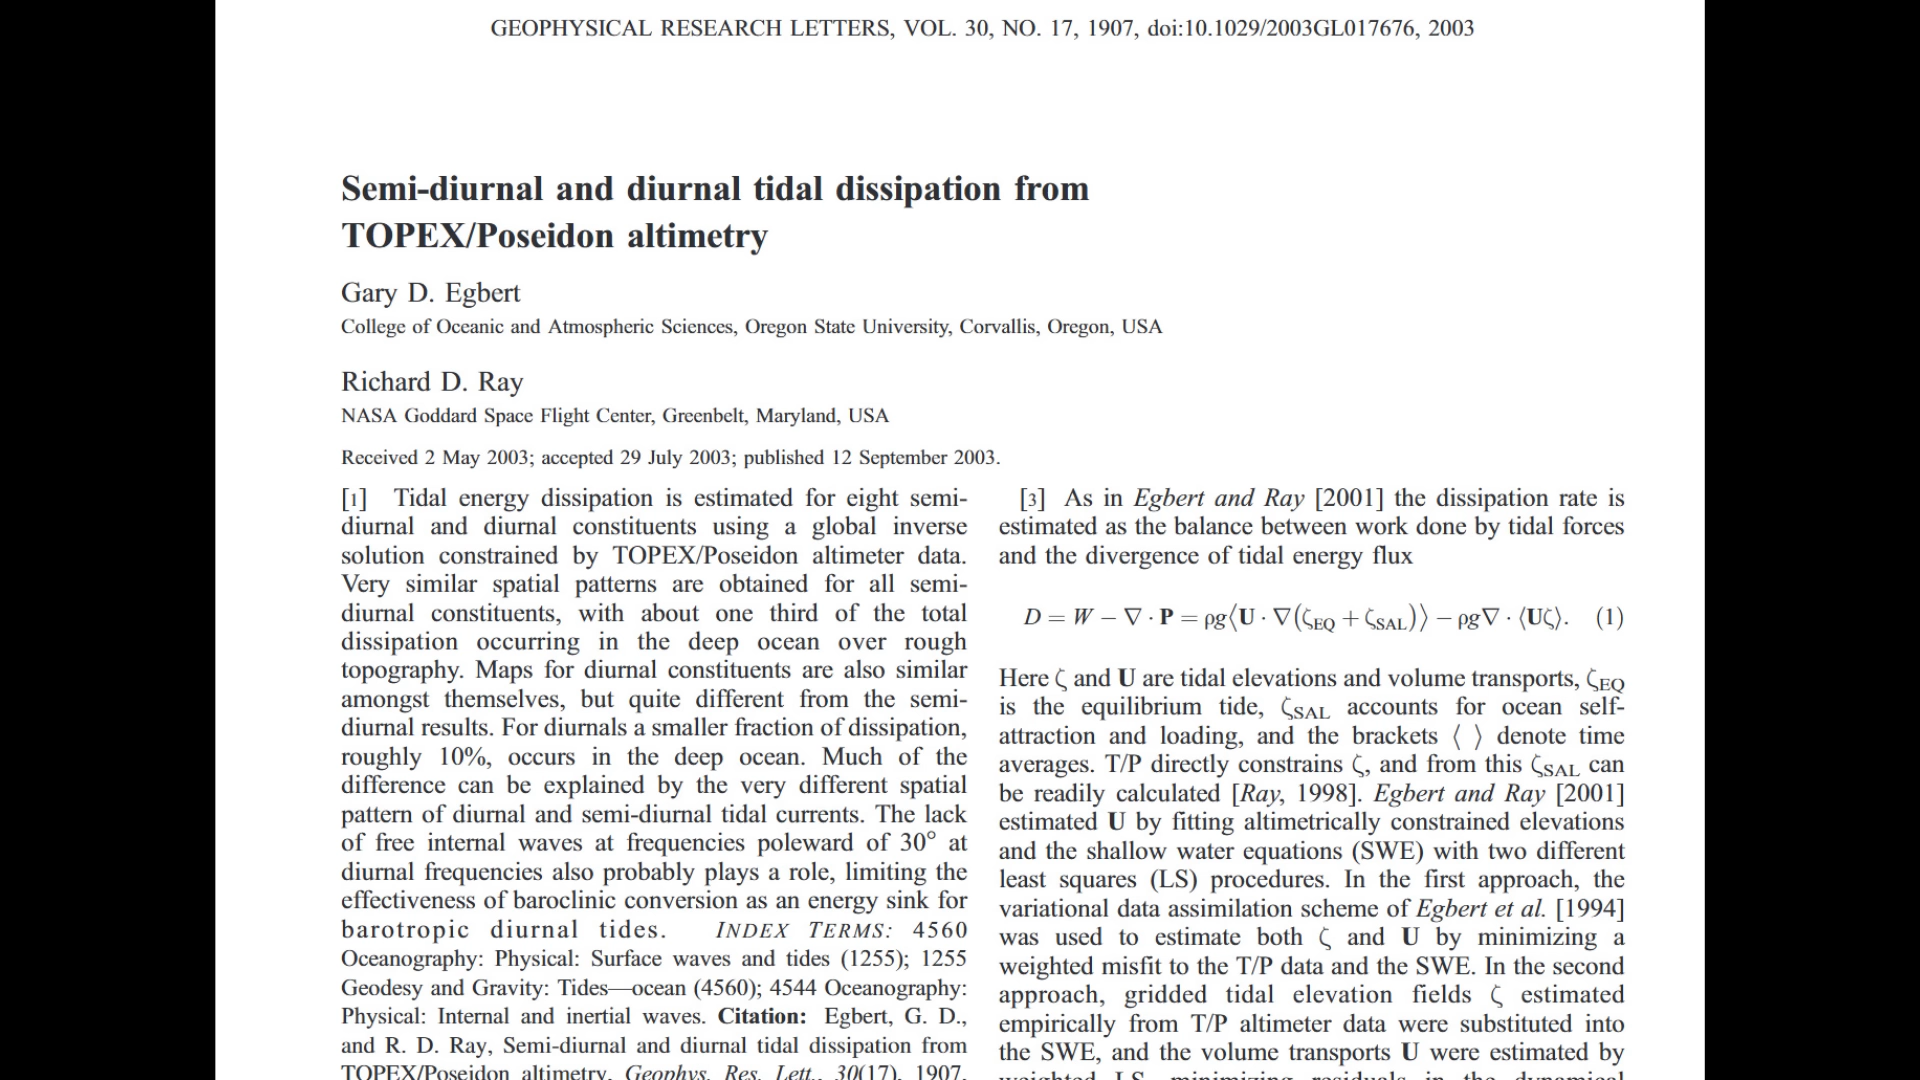 GEOPHYSICAL RESEARCH LETTERS, VOL. 30, NO. 17, 1907, doi:10.1029/2003GL017676, 2003
Semi-diurnal and diurnal tidal dissipation from
TOPEX/Poseidon altimetry
Gary D. Egbert
College of Oceanic and Atmospheric Sciences, Oregon State University, Corvallis, Oregon, USA
Richard D. Ray
NASA Goddard Space Flight Center, Greenbelt, Maryland, USA
Received 2 May 2003; accepted 29 July 2003; published 12 September 2003.
[1] Tidal energy dissipation is estimated for eight semi-
diurnal and diurnal constituents using a global inverse
solution constrained by TOPEX/Poseidon altimeter data.
Very similar spatial patterns are obtained for all semi-
diurnal constituents, with about one third of the total
dissipation occurring in the deep ocean over rough
topography. Maps for diurnal constituents are also similar
amongst themselves, but quite different from the semi-
diurnal results. For diurnals a smaller fraction of dissipation,
roughly 10%, occurs in the deep ocean. Much of the
difference can be explained by the very different spatial
pattern of diurnal and semi-diurnal tidal currents. The lack
of free internal waves at frequencies poleward of 30° at
diurnal frequencies also probably plays a role, limiting the
effectiveness of baroclinic conversion as an energy sink for
barotropic diurnal tides. INDEX TERMS: 4560
Oceanography: Physical: Surface waves and tides (1255); 1255
Geodesy and Gravity: Tides—ocean (4560); 4544 Oceanography:
Physical: Internal and inertial waves. Citation: Egbert, G. D.,
and R. D. Ray, Semi-diurnal and diurnal tidal dissipation from
TOPEX/Poseidon altimetry, Geophys. Res. Lett., 30(17), 1907,
[3] As in Egbert and Ray [2001] the dissipation rate is
estimated as the balance between work done by tidal forces
and the divergence of tidal energy flux
D = W − ∇ · P = ρg⟨U · ∇(ζEQ + ζSAL)⟩ − ρg∇ · ⟨Uζ⟩. (1)
Here ζ and U are tidal elevations and volume transports, ζEQ
is the equilibrium tide, ζSAL accounts for ocean self-
attraction and loading, and the brackets ⟨ ⟩ denote time
averages. T/P directly constrains ζ, and from this ζSAL can
be readily calculated [Ray, 1998]. Egbert and Ray [2001]
estimated U by fitting altimetrically constrained elevations
and the shallow water equations (SWE) with two different
least squares (LS) procedures. In the first approach, the
variational data assimilation scheme of Egbert et al. [1994]
was used to estimate both ζ and U by minimizing a
weighted misfit to the T/P data and the SWE. In the second
approach, gridded tidal elevation fields ζ estimated
empirically from T/P altimeter data were substituted into
the SWE, and the volume transports U were estimated by
weighted LS, minimizing residuals in the dynamical